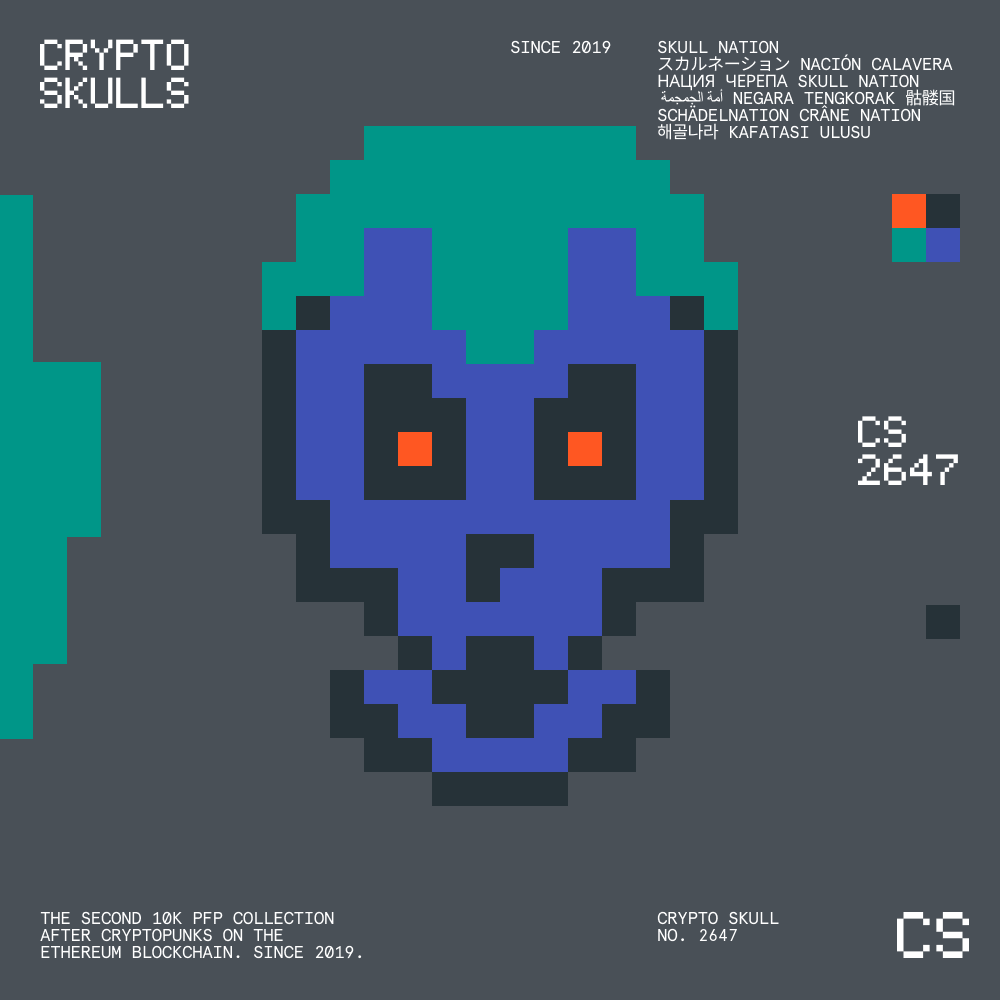 CRYPTO
SKULLS
SINCE 2019
SKULL NATION
スカルネーション NACIÓN CALAVERA
НАЦИЯ ЧЕРЕПА SKULL NATION
أمة الجمجمة NEGARA TENGKORAK 骷髅国
SCHÄDELNATION CRÂNE NATION
해골나라 KAFATASI ULUSU
CS
2647
THE SECOND 10K PFP COLLECTION
AFTER CRYPTOPUNKS ON THE
ETHEREUM BLOCKCHAIN. SINCE 2019.
CRYPTO SKULL
NO. 2647
CS